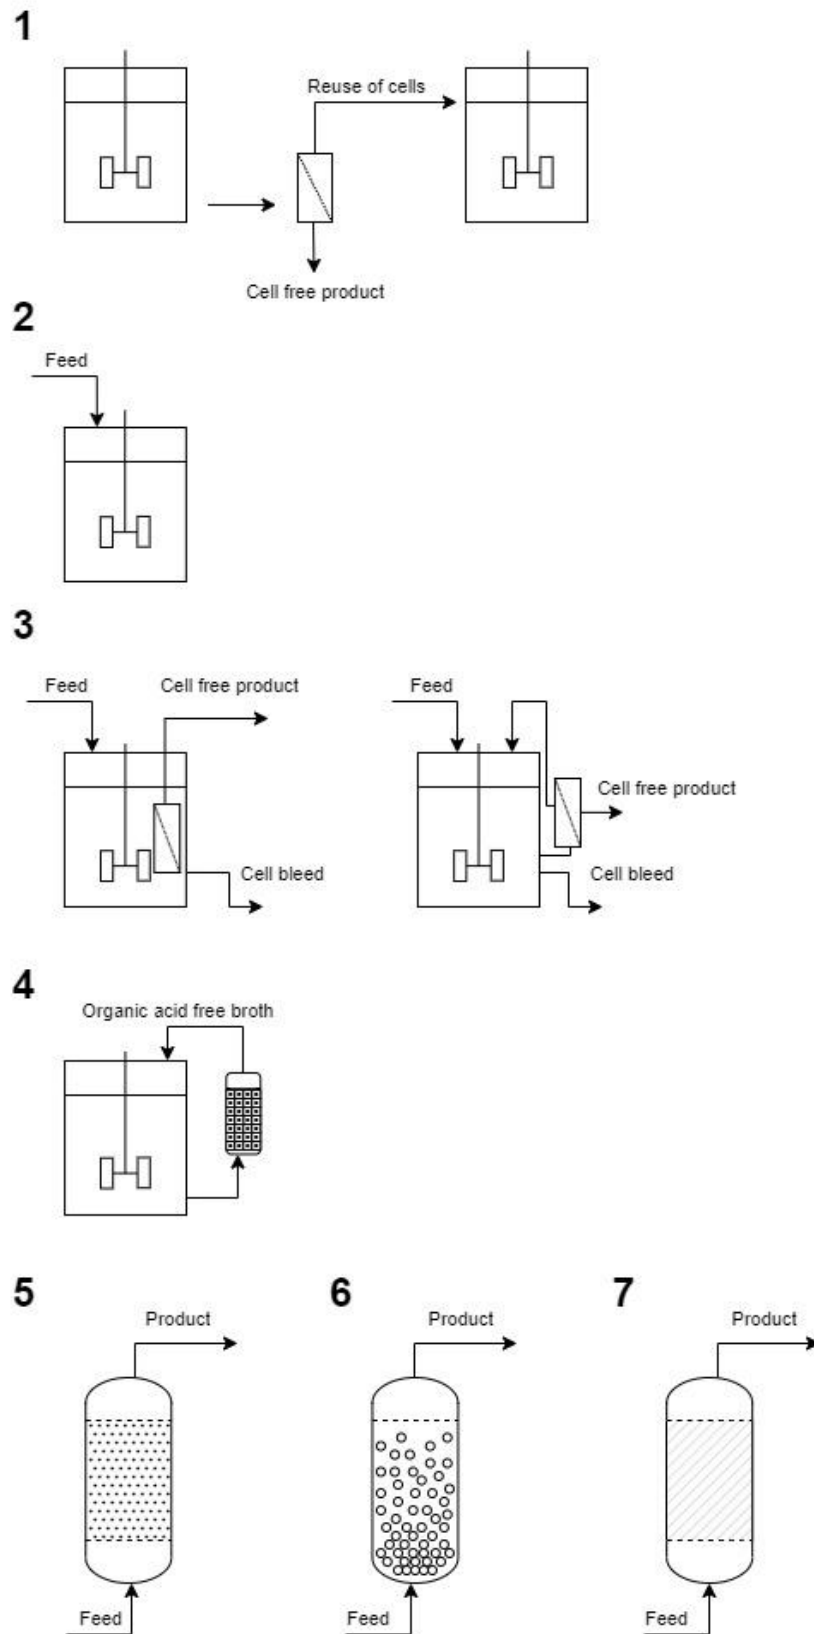 1
Reuse of cells
Cell free product
2
Feed
3
Feed
Cell free product
Feed
Cell free product
Cell bleed
Cell bleed
4
Organic acid free broth
5
6
7
Product
Product
Product
Feed
Feed
Feed